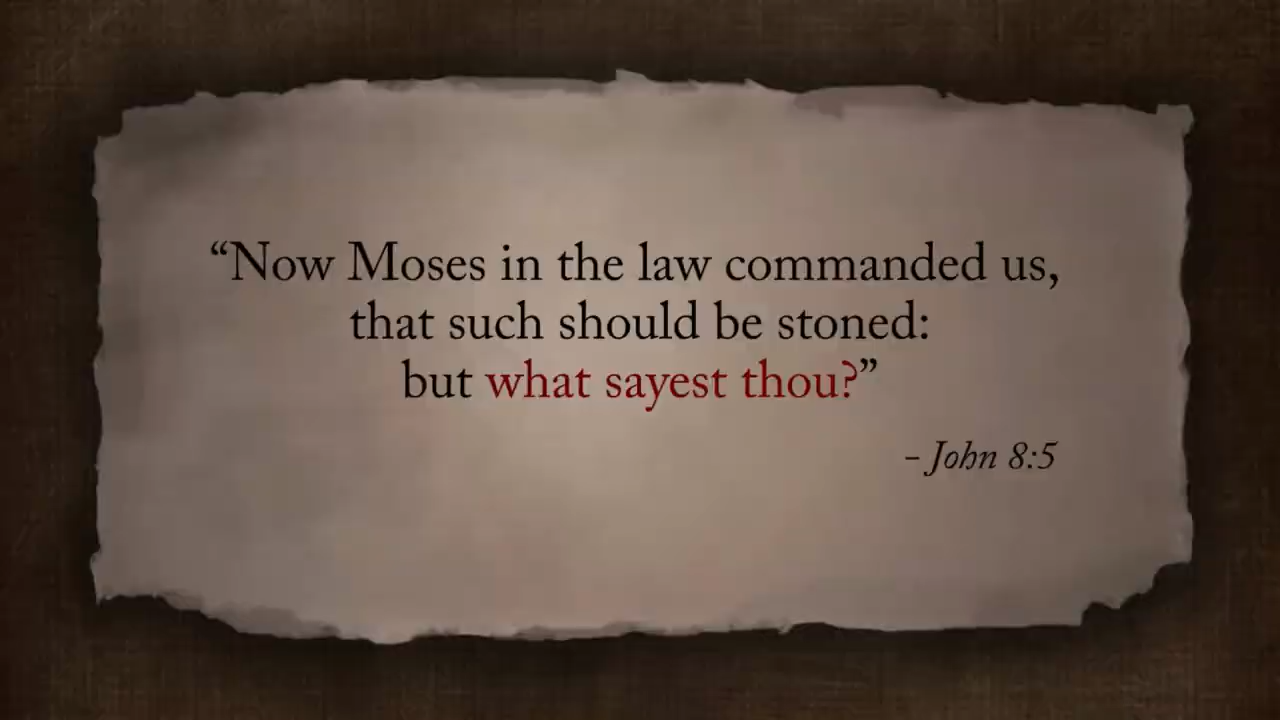 “Now Moses in the law commanded us,
that such should be stoned:
but what sayest thou?”
- John 8:5